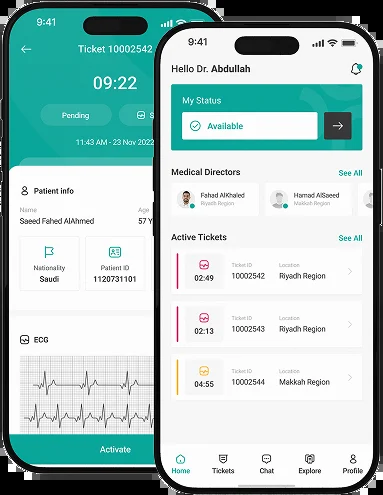 9:41
Ticket 10002542
09:22
Pending
S
11:43 AM - 23 Nov 2022
Patient info
Name
Age
Saeed Fahed AlAhmed
57 Y
Nationality
Saudi
Patient ID
1120731101
ECG
Activate
9:41
Hello Dr. Abdullah
My Status
Available
Medical Directors
See All
Fahad AlKhaled
Riyadh Region
Hamad AlSaeed
Makkah Region
Active Tickets
See All
02:49
Ticket ID
10002542
Location
Riyadh Region
02:13
Ticket ID
10002543
Location
Riyadh Region
04:55
Ticket ID
10002544
Location
Makkah Region
Home
Tickets
Chat
Explore
Profile